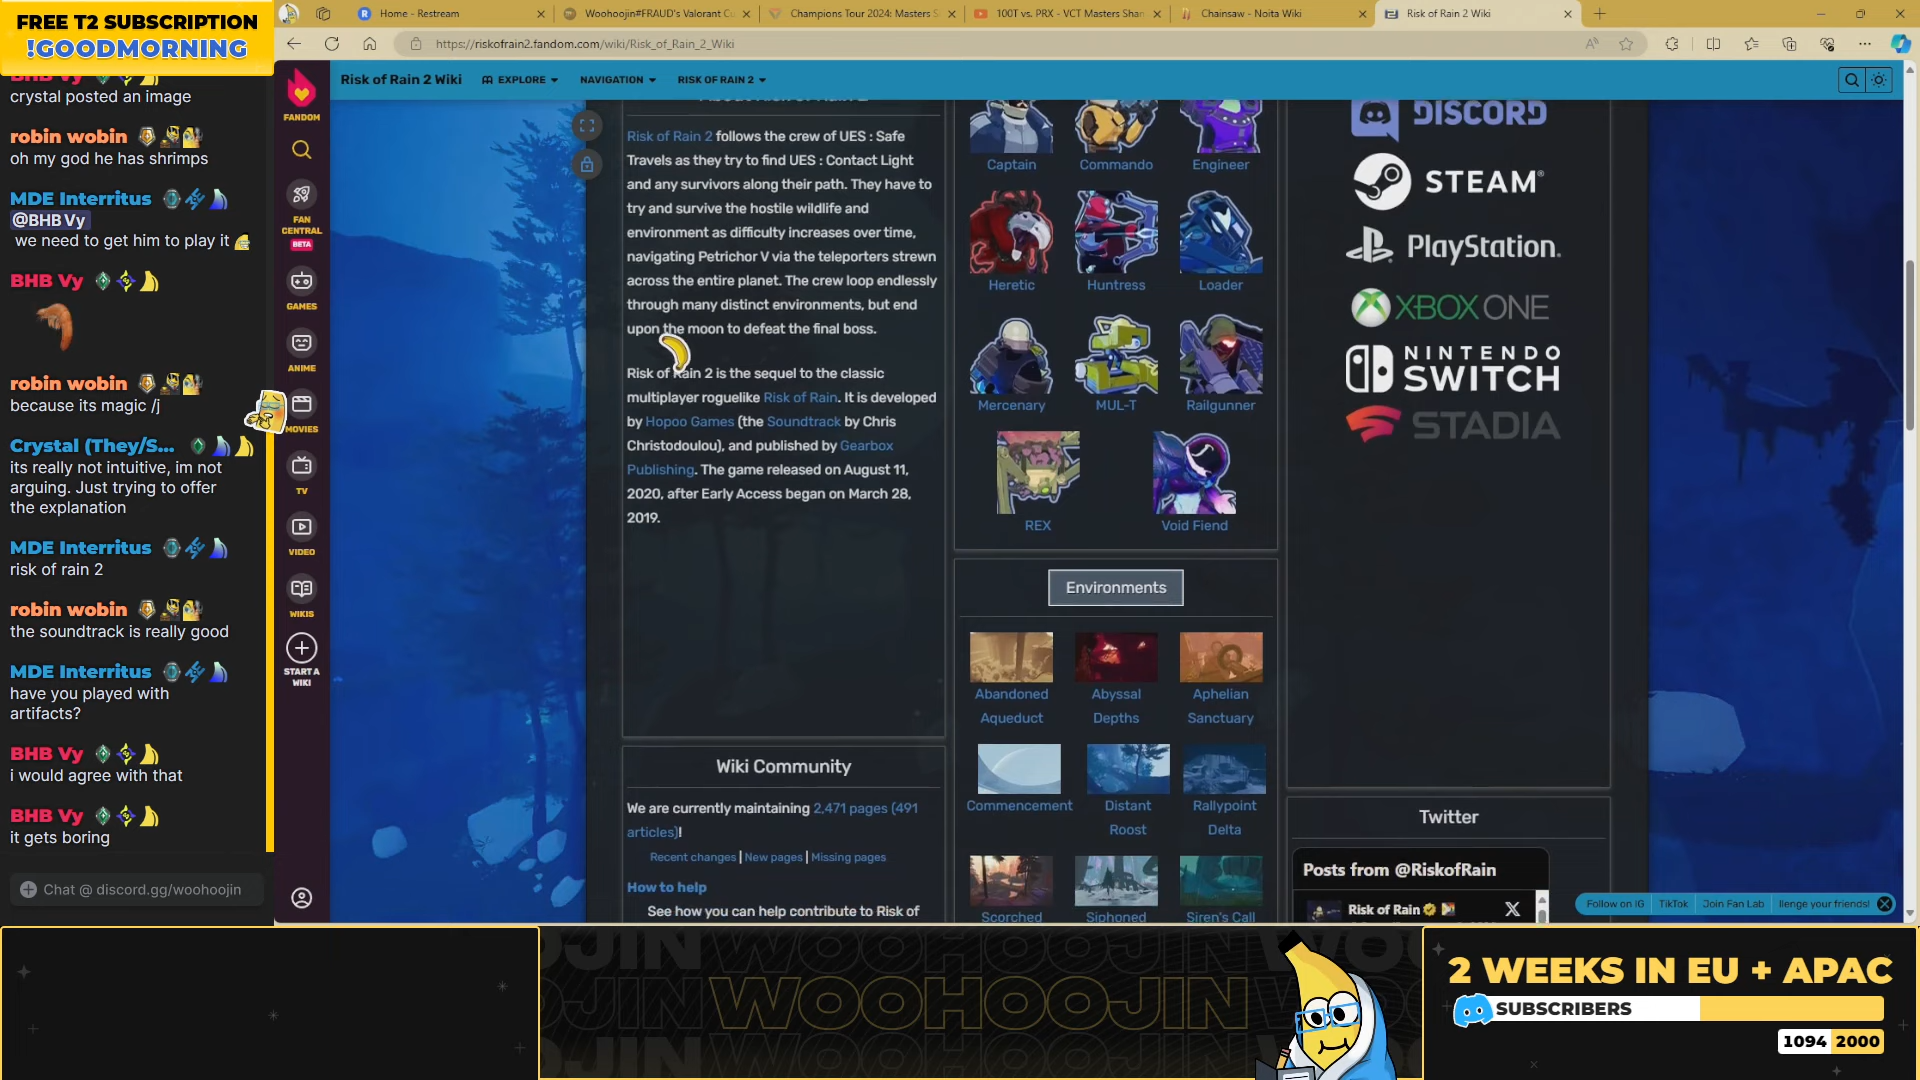 FREE T2 SUBSCRIPTION
!GOODMORNING
BHB Vy
crystal posted an image
robin wobin
oh my god he has shrimps
MDE Interritus
@BHB Vy
we need to get him to play it
BHB Vy
robin wobin
because its magic /j
Crystal (They/S...
its really not intuitive, im not
arguing. Just trying to offer
the explanation
MDE Interritus
risk of rain 2
robin wobin
the soundtrack is really good
MDE Interritus
have you played with
artifacts?
BHB Vy
i would agree with that
BHB Vy
it gets boring
Chat @ discord.gg/woohoojin
Home - Restream
Woohoojin#FRAUD's Valorant Cu
Champions Tour 2024: Masters S
100T vs. PRX - VCT Masters Shan
Chainsaw - Noita Wiki
Risk of Rain 2 Wiki
https://riskofrain2.fandom.com/wiki/Risk_of_Rain_2_Wiki
Risk of Rain 2 Wiki
EXPLORE
NAVIGATION
RISK OF RAIN 2
FANDOM
FAN
CENTRAL
BETA
GAMES
ANIME
MOVIES
TV
VIDEO
WIKIS
START A
WIKI
About Risk of Rain 2
Risk of Rain 2 follows the crew of UES : Safe
Travels as they try to find UES : Contact Light
and any survivors along their path. They have to
try and survive the hostile wildlife and
environment as difficulty increases over time,
navigating Petrichor V via the teleporters strewn
across the entire planet. The crew loop endlessly
through many distinct environments, but end
upon the moon to defeat the final boss.
Risk of Rain 2 is the sequel to the classic
multiplayer roguelike Risk of Rain. It is developed
by Hopoo Games (the Soundtrack by Chris
Christodoulou), and published by Gearbox
Publishing. The game released on August 11,
2020, after Early Access began on March 28,
2019.
Wiki Community
We are currently maintaining 2,471 pages (491
articles)!
Recent changes | New pages | Missing pages
How to help
See how you can help contribute to Risk of
Captain
Commando
Engineer
Heretic
Huntress
Loader
Mercenary
MUL-T
Railgunner
REX
Void Fiend
Environments
Abandoned
Aqueduct
Abyssal
Depths
Aphelian
Sanctuary
Commencement
Distant
Roost
Rallypoint
Delta
Scorched
Siphoned
Siren's Call
DISCORD
STEAM®
PlayStation.
XBOX ONE
NINTENDO
SWITCH
STADIA
Twitter
Posts from @RiskofRain
Risk of Rain
Follow on IG
TikTok
Join Fan Lab
llenge your friends!
JINWOOHOOJINWOOHOOJIN
OJINWOOHOOJIN
2 WEEKS IN EU + APAC
SUBSCRIBERS
1094 2000